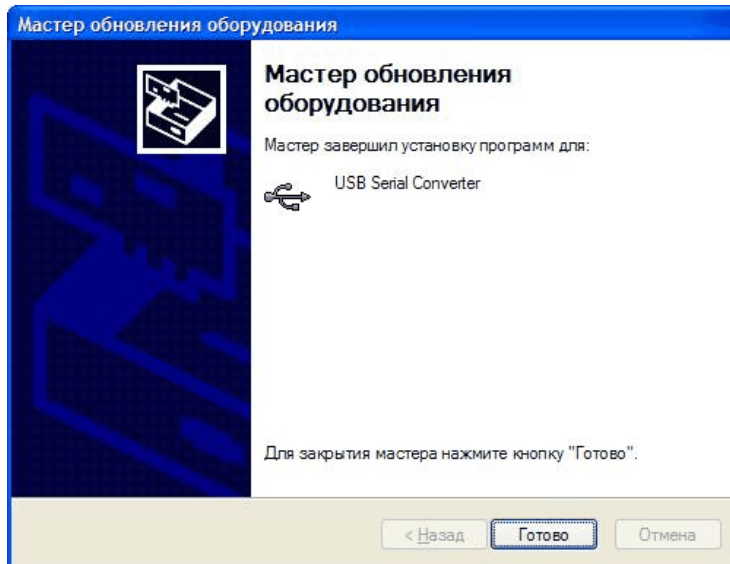 Мастер обновления оборудования
Мастер обновления
оборудования
Мастер завершил установку программ для:
USB Serial Converter
Для закрытия мастера нажмите кнопку "Готово".
< Назад
Готово
Отмена